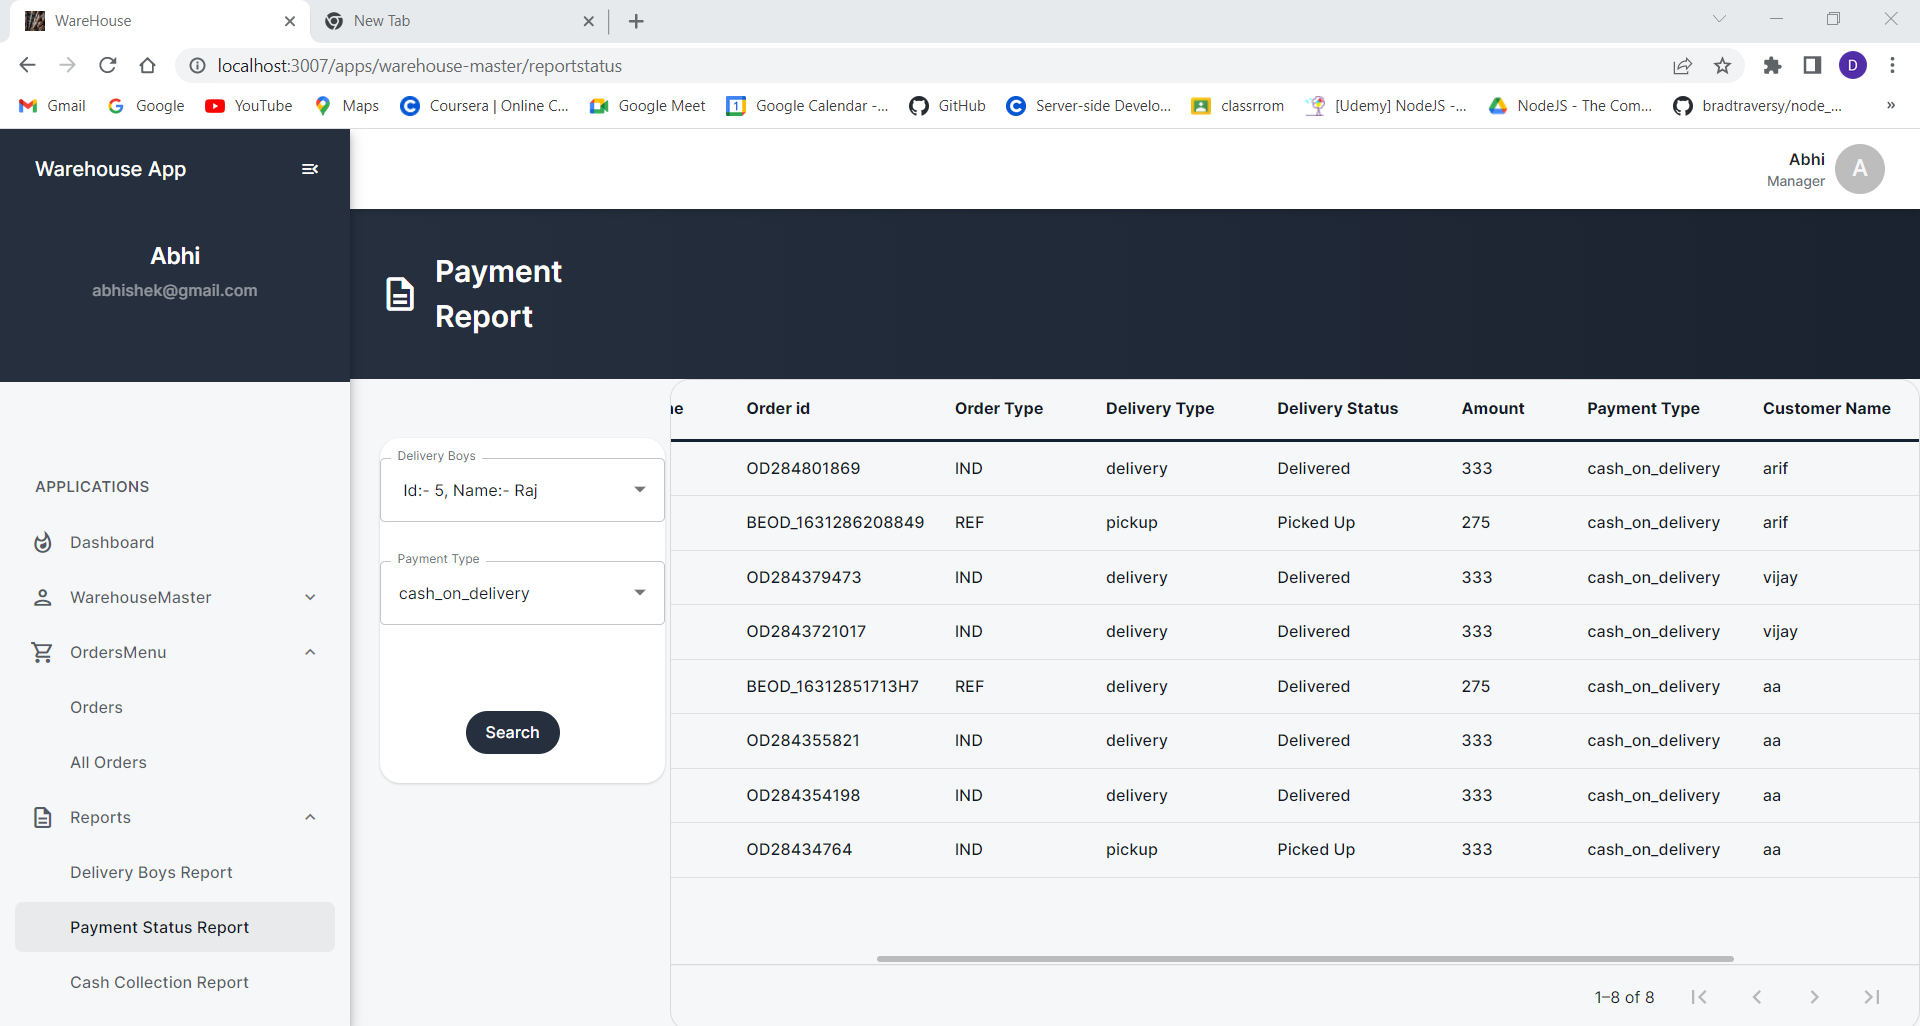 WareHouse
New Tab
localhost:3007/apps/warehouse-master/reportstatus
D
Gmail
Google
YouTube
Maps
Coursera | Online C...
Google Meet
1
Google Calendar -...
GitHub
Server-side Develo...
classrrom
[Udemy] NodeJS -...
NodeJS - The Com...
bradtraversy/node_...
»
Warehouse App
Abhi
Manager
A
Abhi
abhishek@gmail.com
Payment
Report
APPLICATIONS
Dashboard
WarehouseMaster
OrdersMenu
Orders
All Orders
Reports
Delivery Boys Report
Payment Status Report
Cash Collection Report
Delivery Boys
Id:- 5, Name:- Raj
Payment Type
cash_on_delivery
Search
e Order id Order Type Delivery Type Delivery Status Amount Payment Type Customer Name
OD284801869 IND delivery Delivered 333 cash_on_delivery arif
BEOD_1631286208849 REF pickup Picked Up 275 cash_on_delivery arif
OD284379473 IND delivery Delivered 333 cash_on_delivery vijay
OD2843721017 IND delivery Delivered 333 cash_on_delivery vijay
BEOD_16312851713H7 REF delivery Delivered 275 cash_on_delivery aa
OD284355821 IND delivery Delivered 333 cash_on_delivery aa
OD284354198 IND delivery Delivered 333 cash_on_delivery aa
OD28434764 IND pickup Picked Up 333 cash_on_delivery aa
1–8 of 8